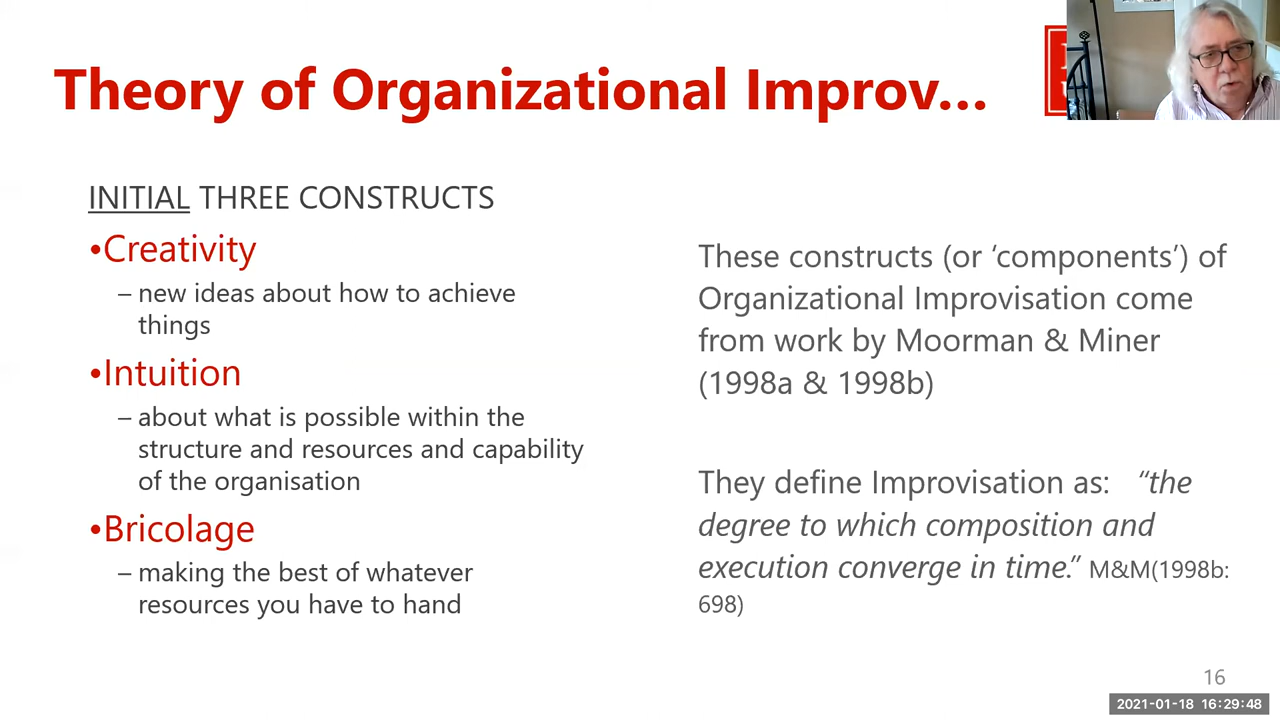 Theory of Organizational Improv...
INITIAL THREE CONSTRUCTS
•Creativity
– new ideas about how to achieve
things
•Intuition
– about what is possible within the
structure and resources and capability
of the organisation
•Bricolage
– making the best of whatever
resources you have to hand
These constructs (or ‘components’) of
Organizational Improvisation come
from work by Moorman & Miner
(1998a & 1998b)
They define Improvisation as: “the
degree to which composition and
execution converge in time.” M&M(1998b:
698)
16
2021-01-18 16:29:48